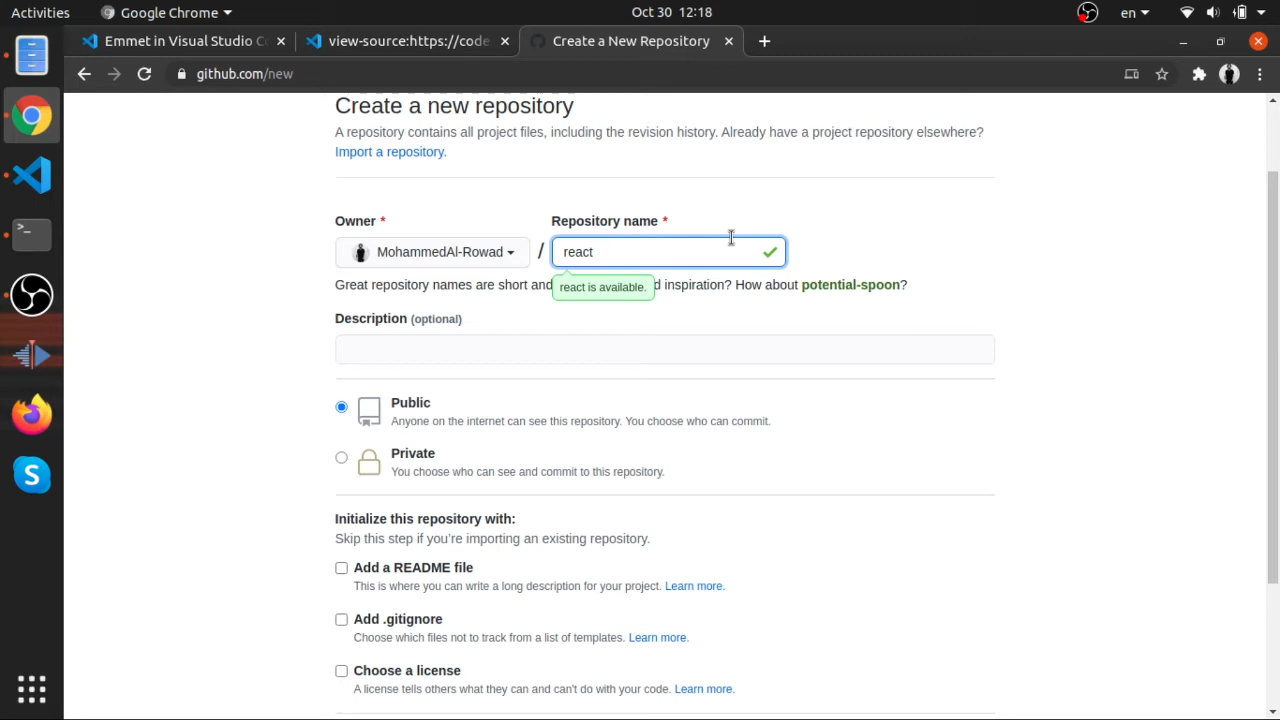 Activities Google Chrome Oct 30 12:18 en
Emmet in Visual Studio Co view-source:https://code Create a New Repository
github.com/new
Create a new repository
A repository contains all project files, including the revision history. Already have a project repository elsewhere?
Import a repository.
Owner * Repository name *
MohammedAl-Rowad / react
Great repository names are short and d inspiration? How about potential-spoon?
react is available.
Description (optional)
Public
Anyone on the internet can see this repository. You choose who can commit.
Private
You choose who can see and commit to this repository.
Initialize this repository with:
Skip this step if you're importing an existing repository.
Add a README file
This is where you can write a long description for your project. Learn more.
Add .gitignore
Choose which files not to track from a list of templates. Learn more.
Choose a license
A license tells others what they can and can't do with your code. Learn more.